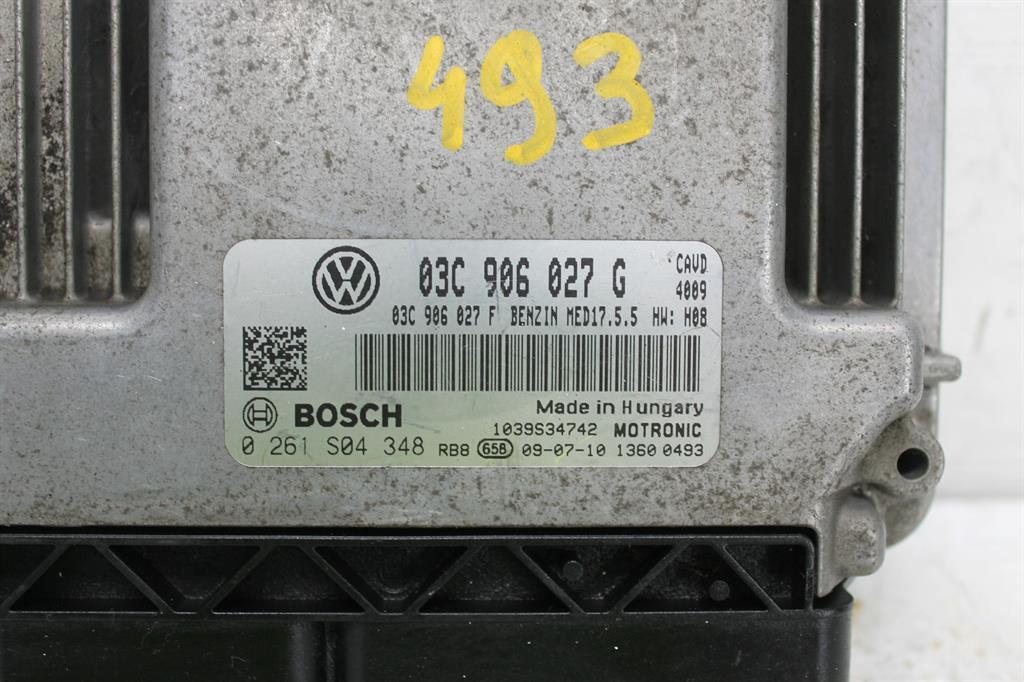 493
03C 906 027 G CAVD
4009
03C 906 027 F BENZIN MED17.5.5 HW: H08
BOSCH Made in Hungary
1039S34742 MOTRONIC
0 261 S04 348 RB8 658 09-07-10 1360 0493